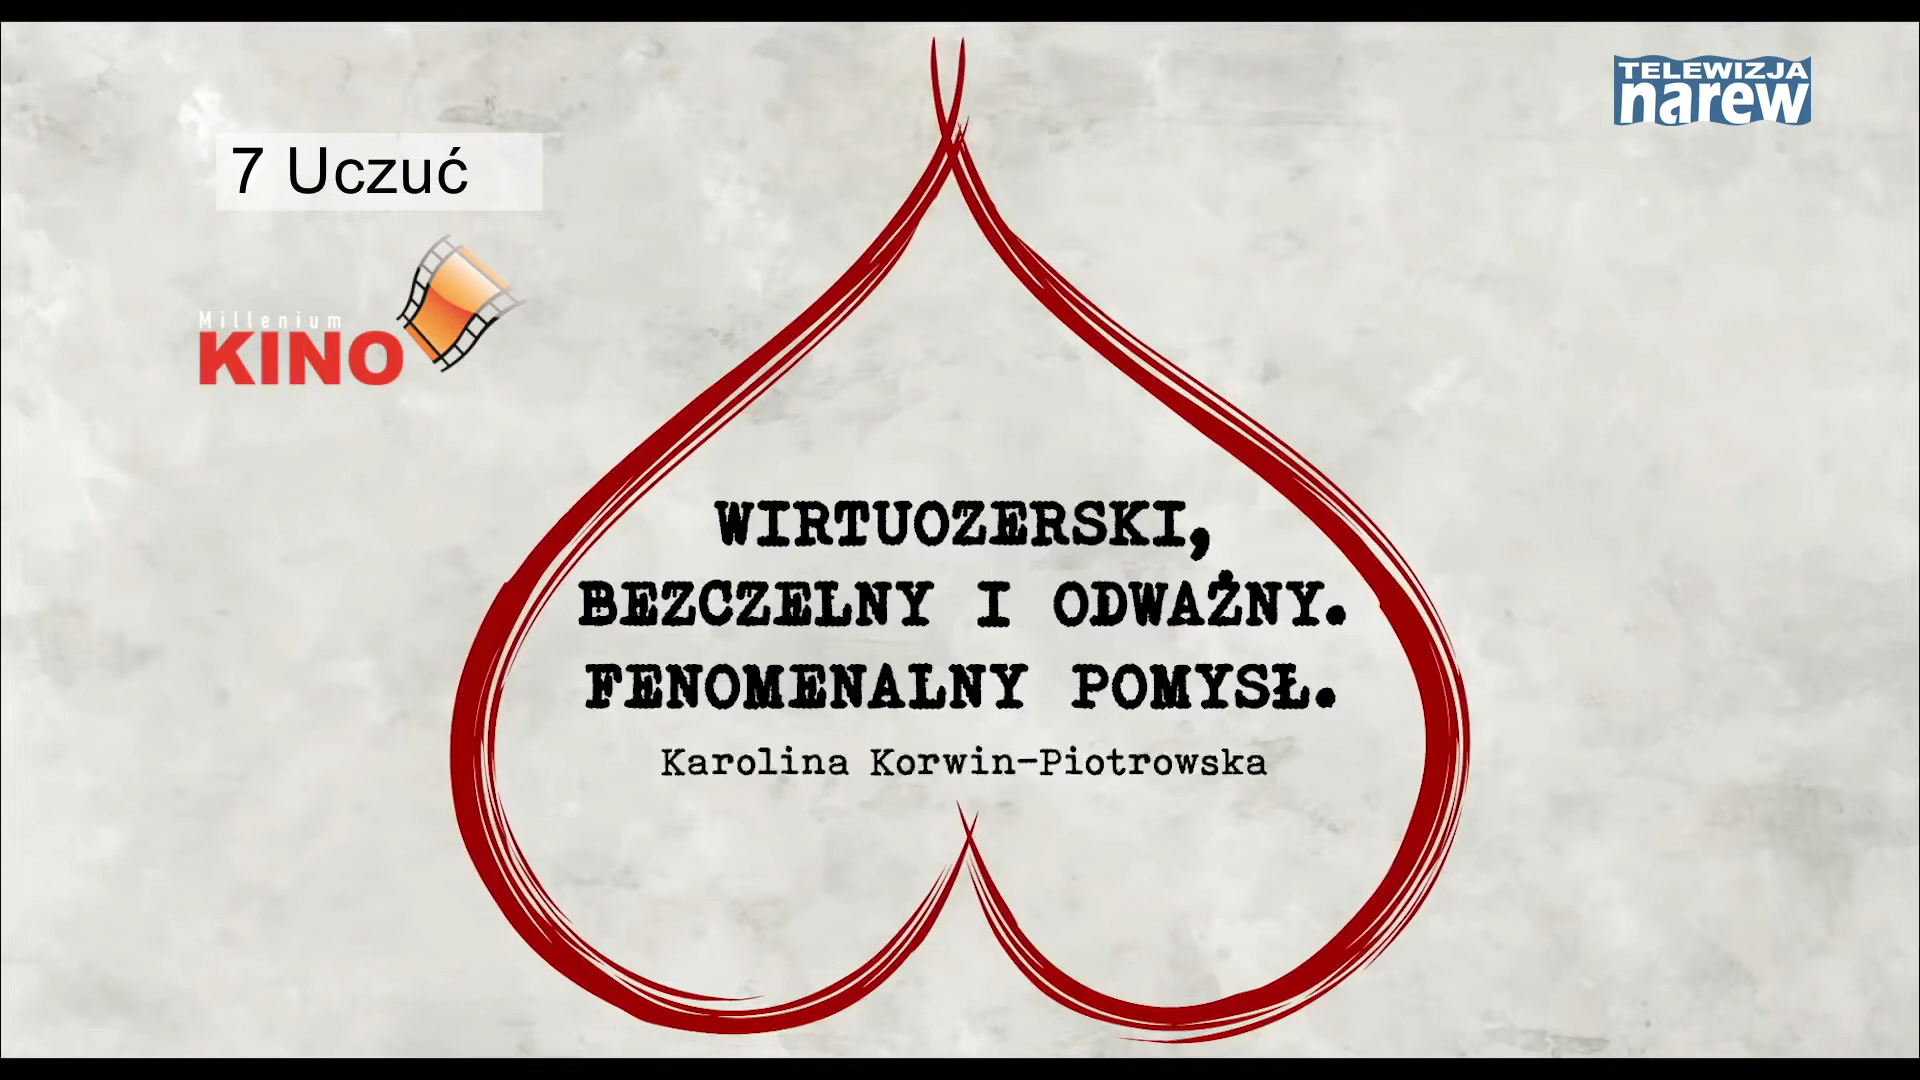 TELEWIZJA
narew
7 Uczuć
Millenium
KINO
WIRTUOZERSKI,
BEZCZELNY I ODWAŻNY.
FENOMENALNY POMYSŁ.
Karolina Korwin-Piotrowska